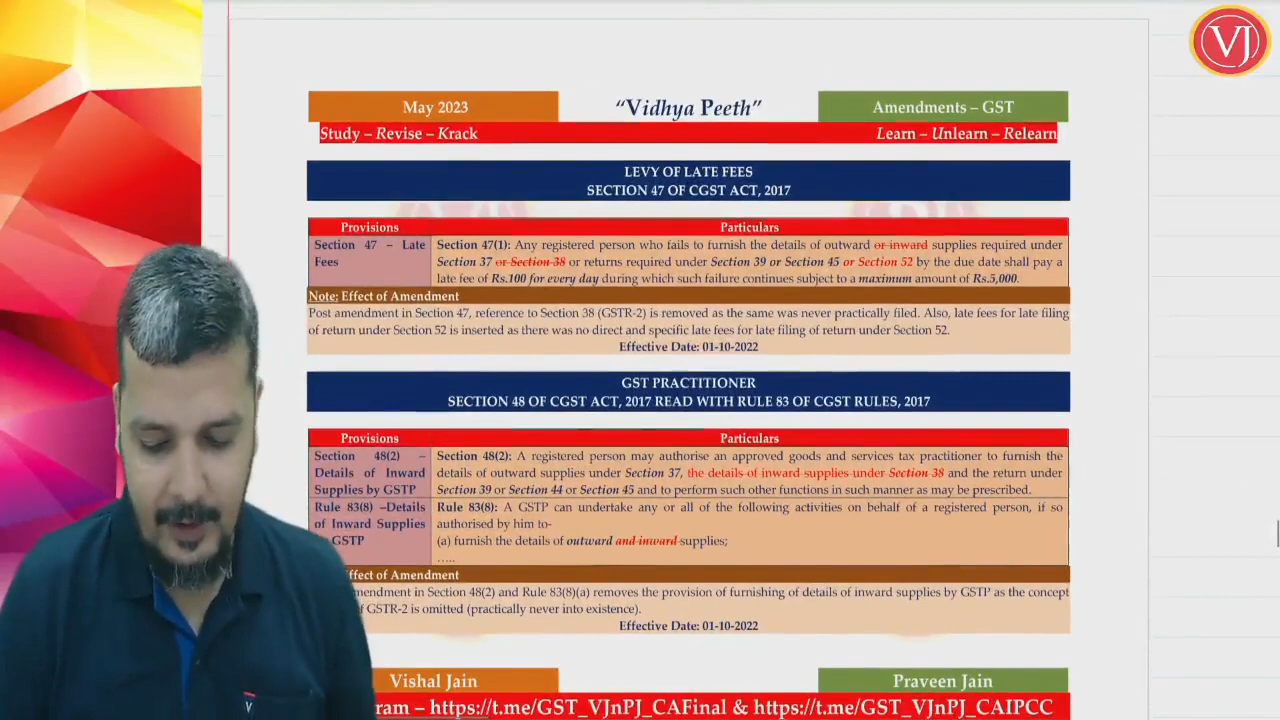 VJ
May 2023
“Vidhya Peeth”
Amendments – GST
Study – Revise – Krack
Learn – Unlearn – Relearn
LEVY OF LATE FEES
SECTION 47 OF CGST ACT, 2017
Provisions
Particulars
Section 47 – Late
Fees
Section 47(1): Any registered person who fails to furnish the details of outward or inward supplies required under
Section 37 or Section 38 or returns required under Section 39 or Section 45 or Section 52 by the due date shall pay a
late fee of Rs.100 for every day during which such failure continues subject to a maximum amount of Rs.5,000.
Note: Effect of Amendment
Post amendment in Section 47, reference to Section 38 (GSTR-2) is removed as the same was never practically filed. Also, late fees for late filing
of return under Section 52 is inserted as there was no direct and specific late fees for late filing of return under Section 52.
Effective Date: 01-10-2022
GST PRACTITIONER
SECTION 48 OF CGST ACT, 2017 READ WITH RULE 83 OF CGST RULES, 2017
Provisions
Particulars
Section 48(2) –
Details of Inward
Supplies by GSTP
Section 48(2): A registered person may authorise an approved goods and services tax practitioner to furnish the
details of outward supplies under Section 37, the details of inward supplies under Section 38 and the return under
Section 39 or Section 44 or Section 45 and to perform such other functions in such manner as may be prescribed.
Rule 83(8) –Details
of Inward Supplies
GSTP
Rule 83(8): A GSTP can undertake any or all of the following activities on behalf of a registered person, if so
authorised by him to-
(a) furnish the details of outward and inward supplies;
…..
ffect of Amendment
mendment in Section 48(2) and Rule 83(8)(a) removes the provision of furnishing of details of inward supplies by GSTP as the concept
of GSTR-2 is omitted (practically never into existence).
Effective Date: 01-10-2022
Vishal Jain
Praveen Jain
ram – https://t.me/GST_VJnPJ_CAFinal & https://t.me/GST_VJnPJ_CAIPCC